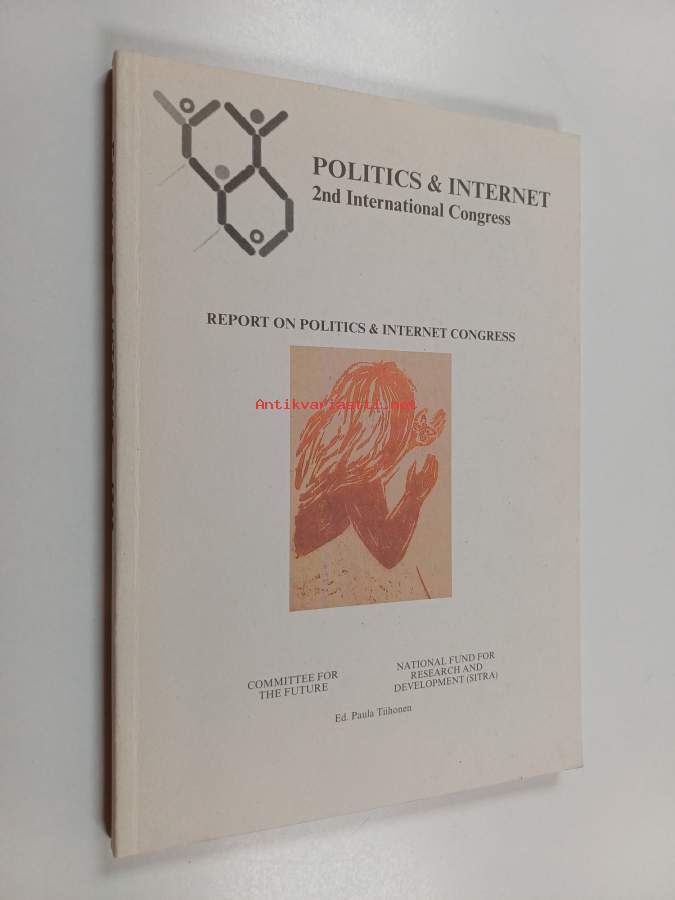 POLITICS & INTERNET
2nd International Congress
REPORT ON POLITICS & INTERNET CONGRESS
Antikvariaatti.net
COMMITTEE FOR
THE FUTURE
NATIONAL FUND FOR
RESEARCH AND
DEVELOPMENT (SITRA)
Ed. Paula Tiihonen